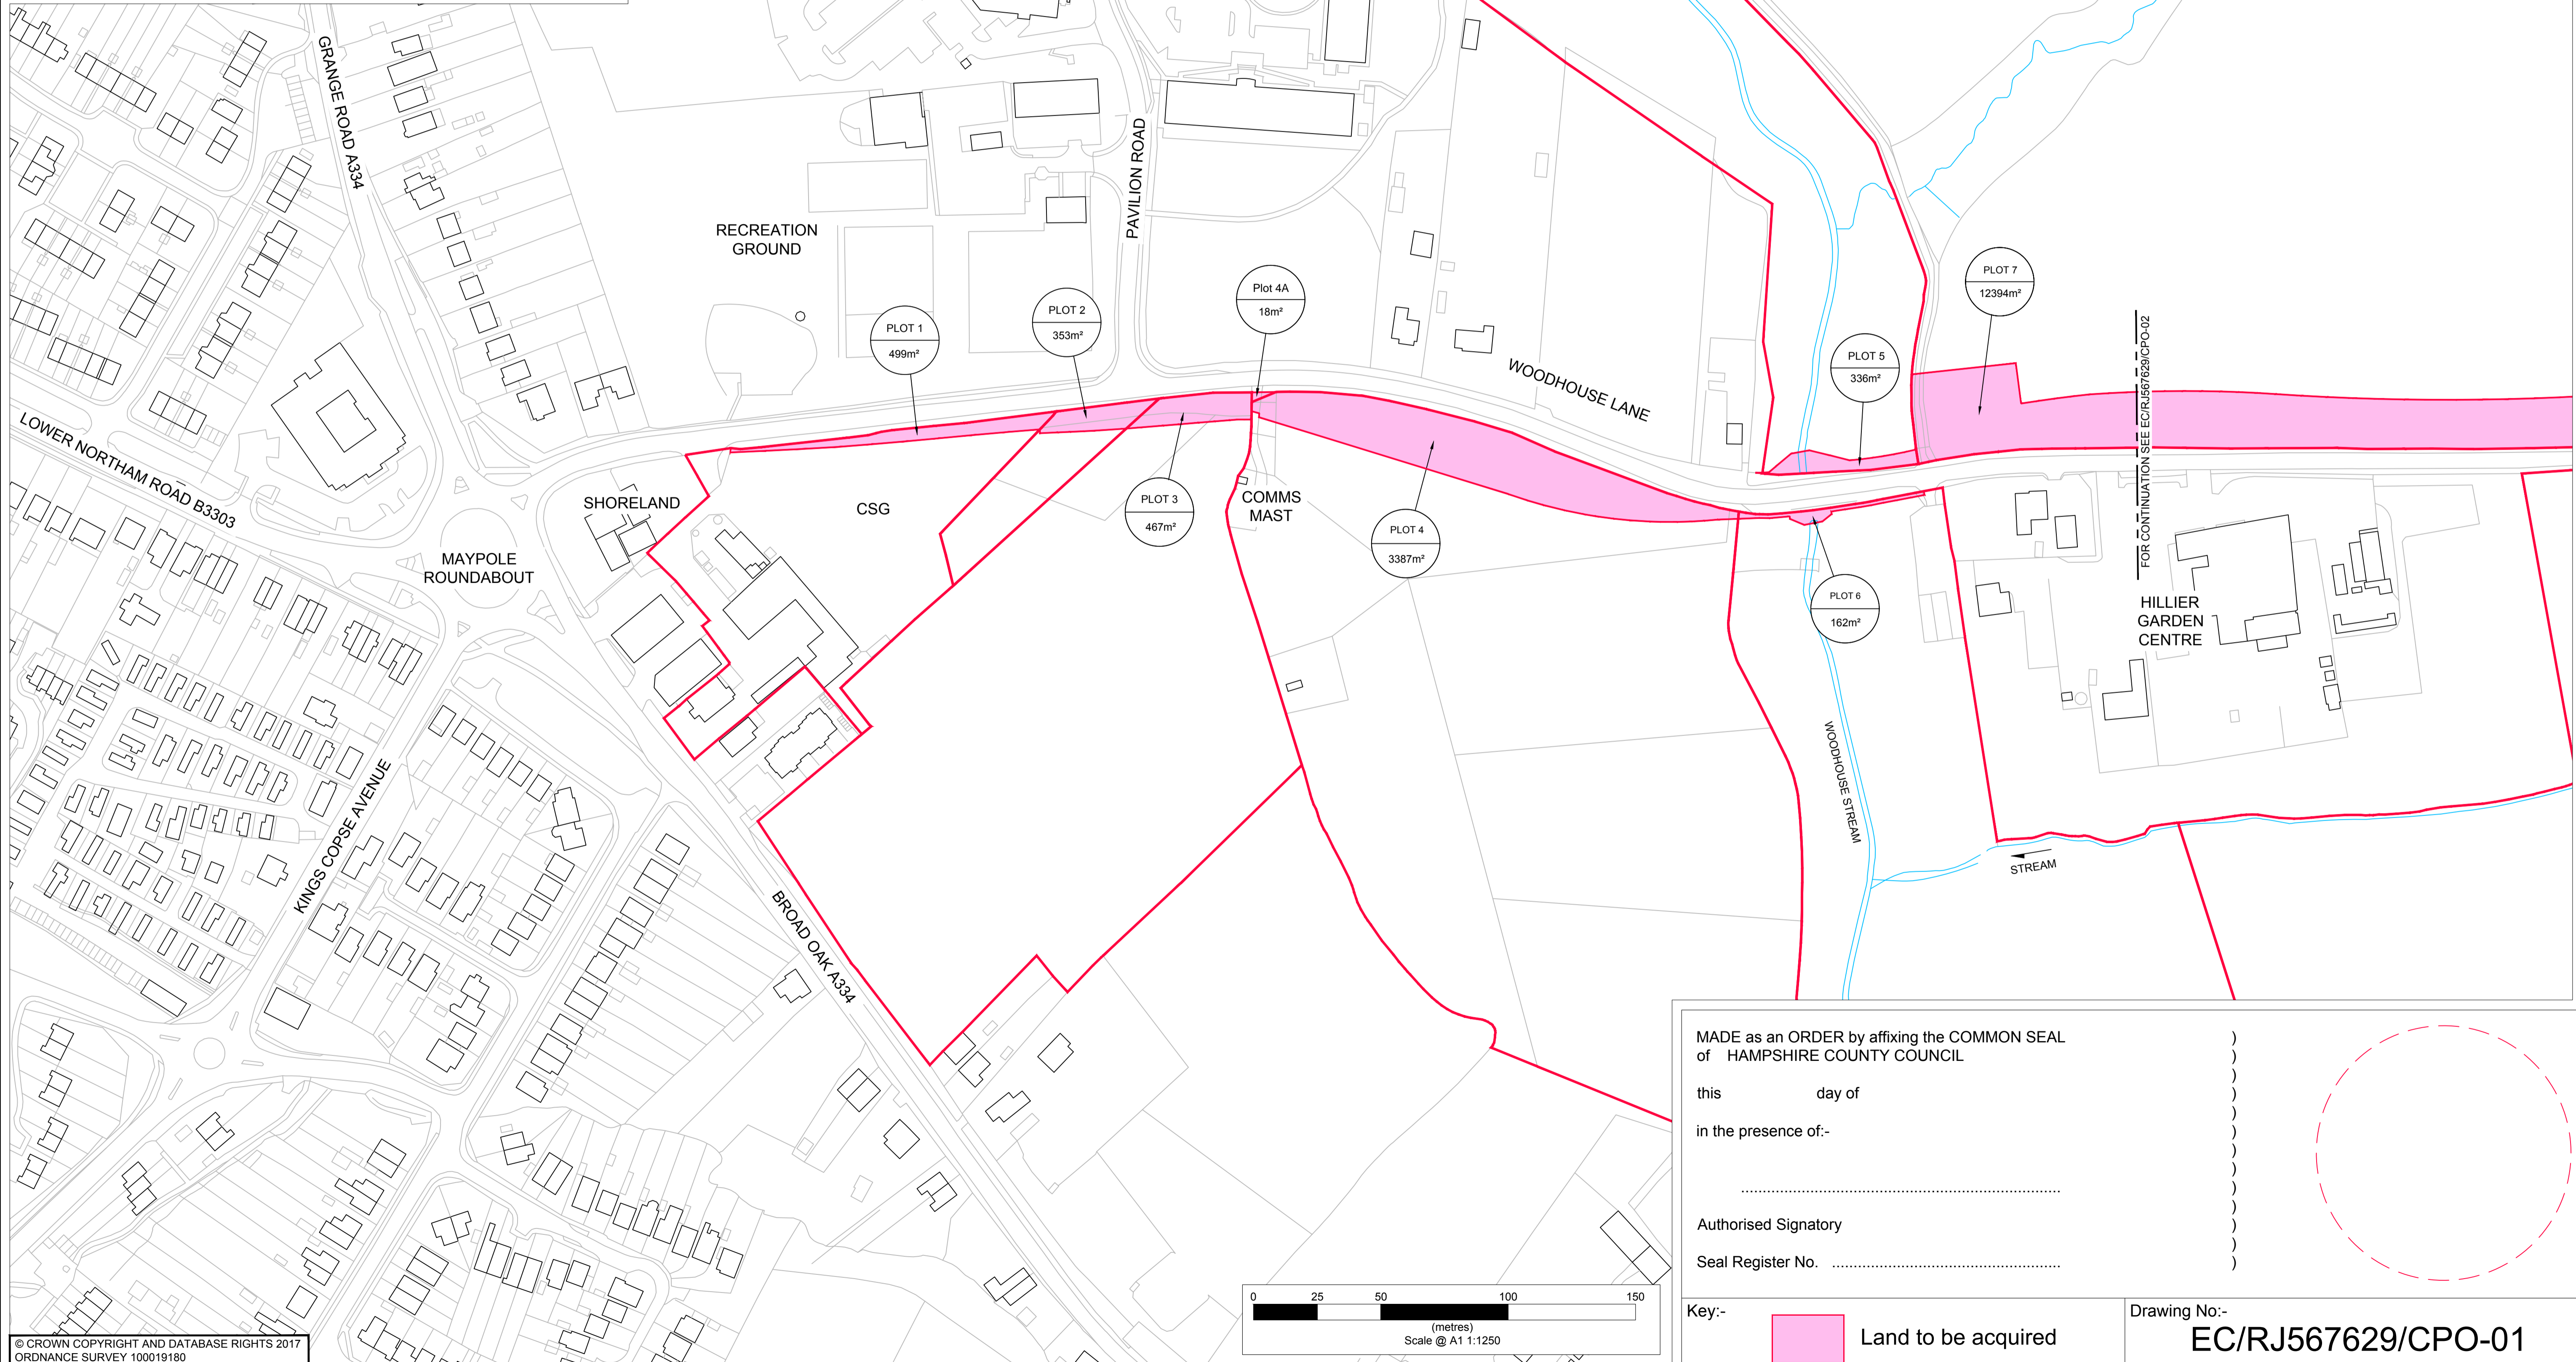 GRANGE ROAD A334
PAVILION ROAD
RECREATION
GROUND
PLOT 1
499m²
PLOT 2
353m²
Plot 4A
18m²
WOODHOUSE LANE
PLOT 5
336m²
PLOT 7
12394m²
FOR CONTINUATION SEE EC/RJ567629/CPO-02
LOWER NORTHAM ROAD B3303
SHORELAND
CSG
PLOT 3
467m²
COMMS
MAST
PLOT 4
3387m²
MAYPOLE
ROUNDABOUT
PLOT 6
162m²
HILLIER
GARDEN
CENTRE
KINGS COPSE AVENUE
WOODHOUSE STREAM
STREAM
BROAD OAK A334
MADE as an ORDER by affixing the COMMON SEAL )
of HAMPSHIRE COUNTY COUNCIL )
)
this day of )
)
in the presence of:- )
)
)
.......................................................................... )
)
Authorised Signatory )
)
Seal Register No. ..................................................... )
0 25 50 100 150
(metres)
Scale @ A1 1:1250
Key:-
Land to be acquired
Drawing No:-
EC/RJ567629/CPO-01
© CROWN COPYRIGHT AND DATABASE RIGHTS 2017
ORDNANCE SURVEY 100019180